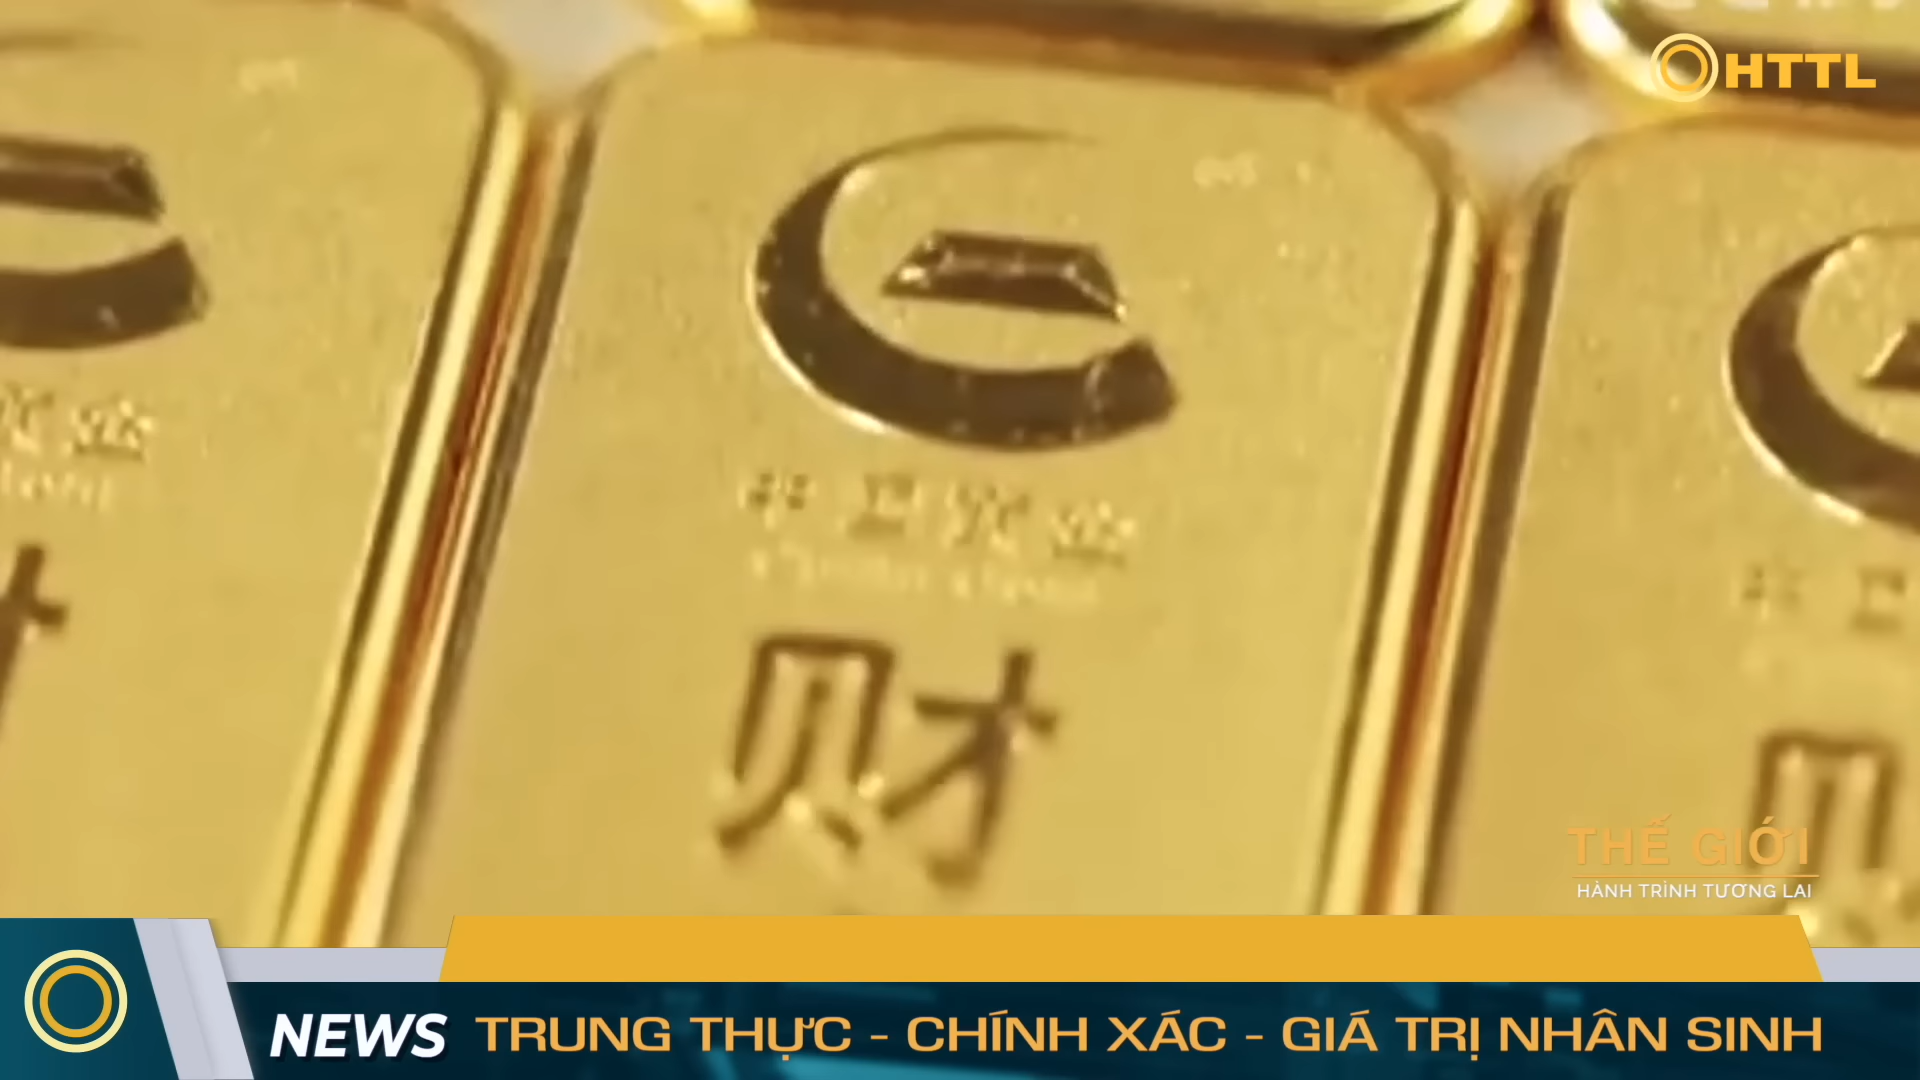 HTTL
财
THẾ GIỚI
HÀNH TRÌNH TƯƠNG LAI
NEWS TRUNG THỰC - CHÍNH XÁC - GIÁ TRỊ NHÂN SINH